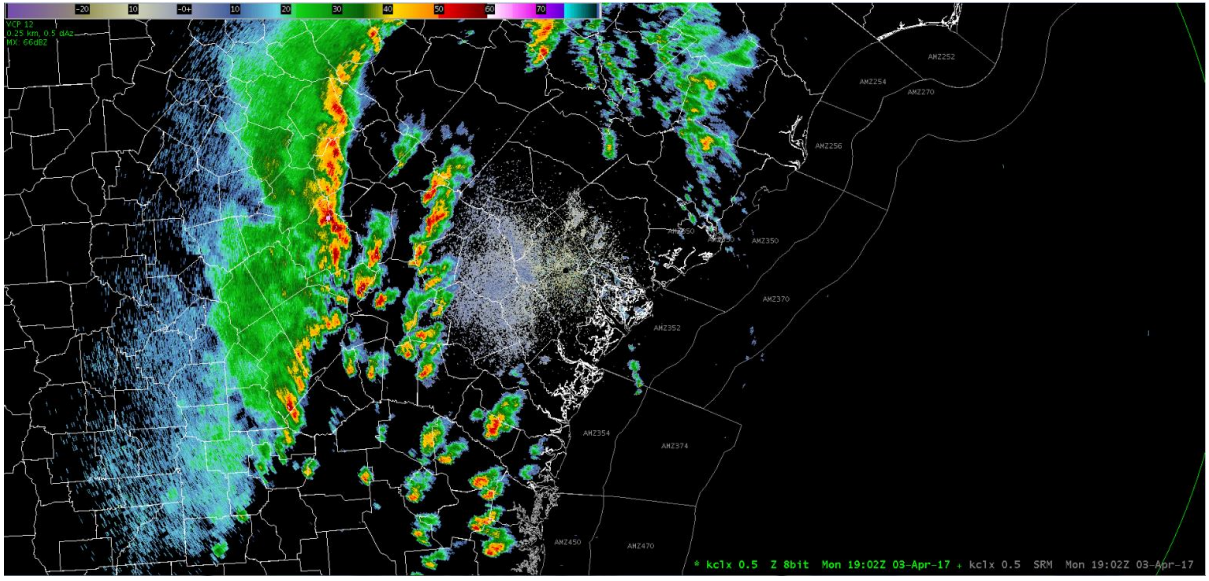 -20 10 -0+ 10 20 30 40 50 60 70
VCP 12
0.25 km, 0.5 dAz
MX: 66dBZ
AMZ252
AMZ254
AMZ270
AMZ256
AMZ350
AMZ370
AMZ352
AMZ354
AMZ374
AMZ450 AMZ470
* kclx 0.5 Z 8bit Mon 19:02Z 03-Apr-17 + kclx 0.5 SRM Mon 19:02Z 03-Apr-17